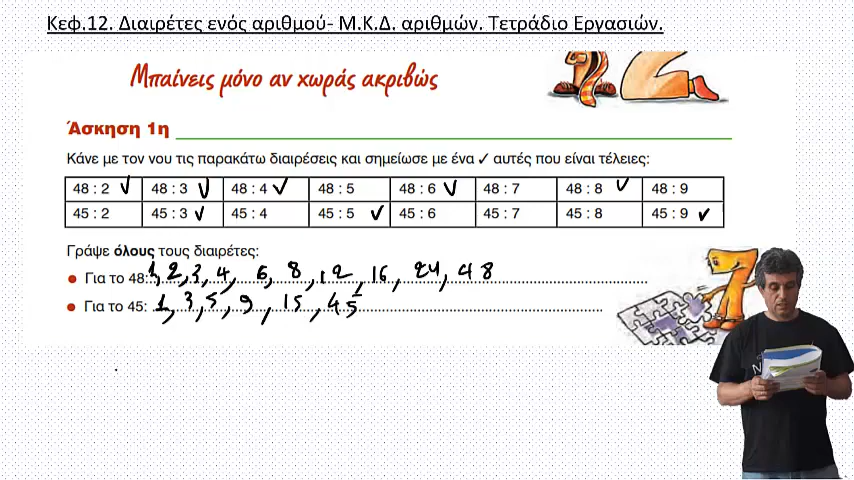 Κεφ.12. Διαιρέτες ενός αριθμού- Μ.Κ.Δ. αριθμών. Τετράδιο Εργασιών.
Μπαίνεις μόνο αν χωράς ακριβώς
Άσκηση 1η
Κάνε με τον νου τις παρακάτω διαιρέσεις και σημείωσε με ένα ✓ αυτές που είναι τέλειες:
48 : 2 ✓ 48 : 3 ✓ 48 : 4 ✓ 48 : 5 48 : 6 ✓ 48 : 7 48 : 8 ✓ 48 : 9
45 : 2 45 : 3 ✓ 45 : 4 45 : 5 ✓ 45 : 6 45 : 7 45 : 8 45 : 9 ✓
Γράψε όλους τους διαιρέτες:
• Για το 48: 1, 2, 3, 4, 6, 8, 12, 16, 24, 48
• Για το 45: 1, 3, 5, 9, 15, 45